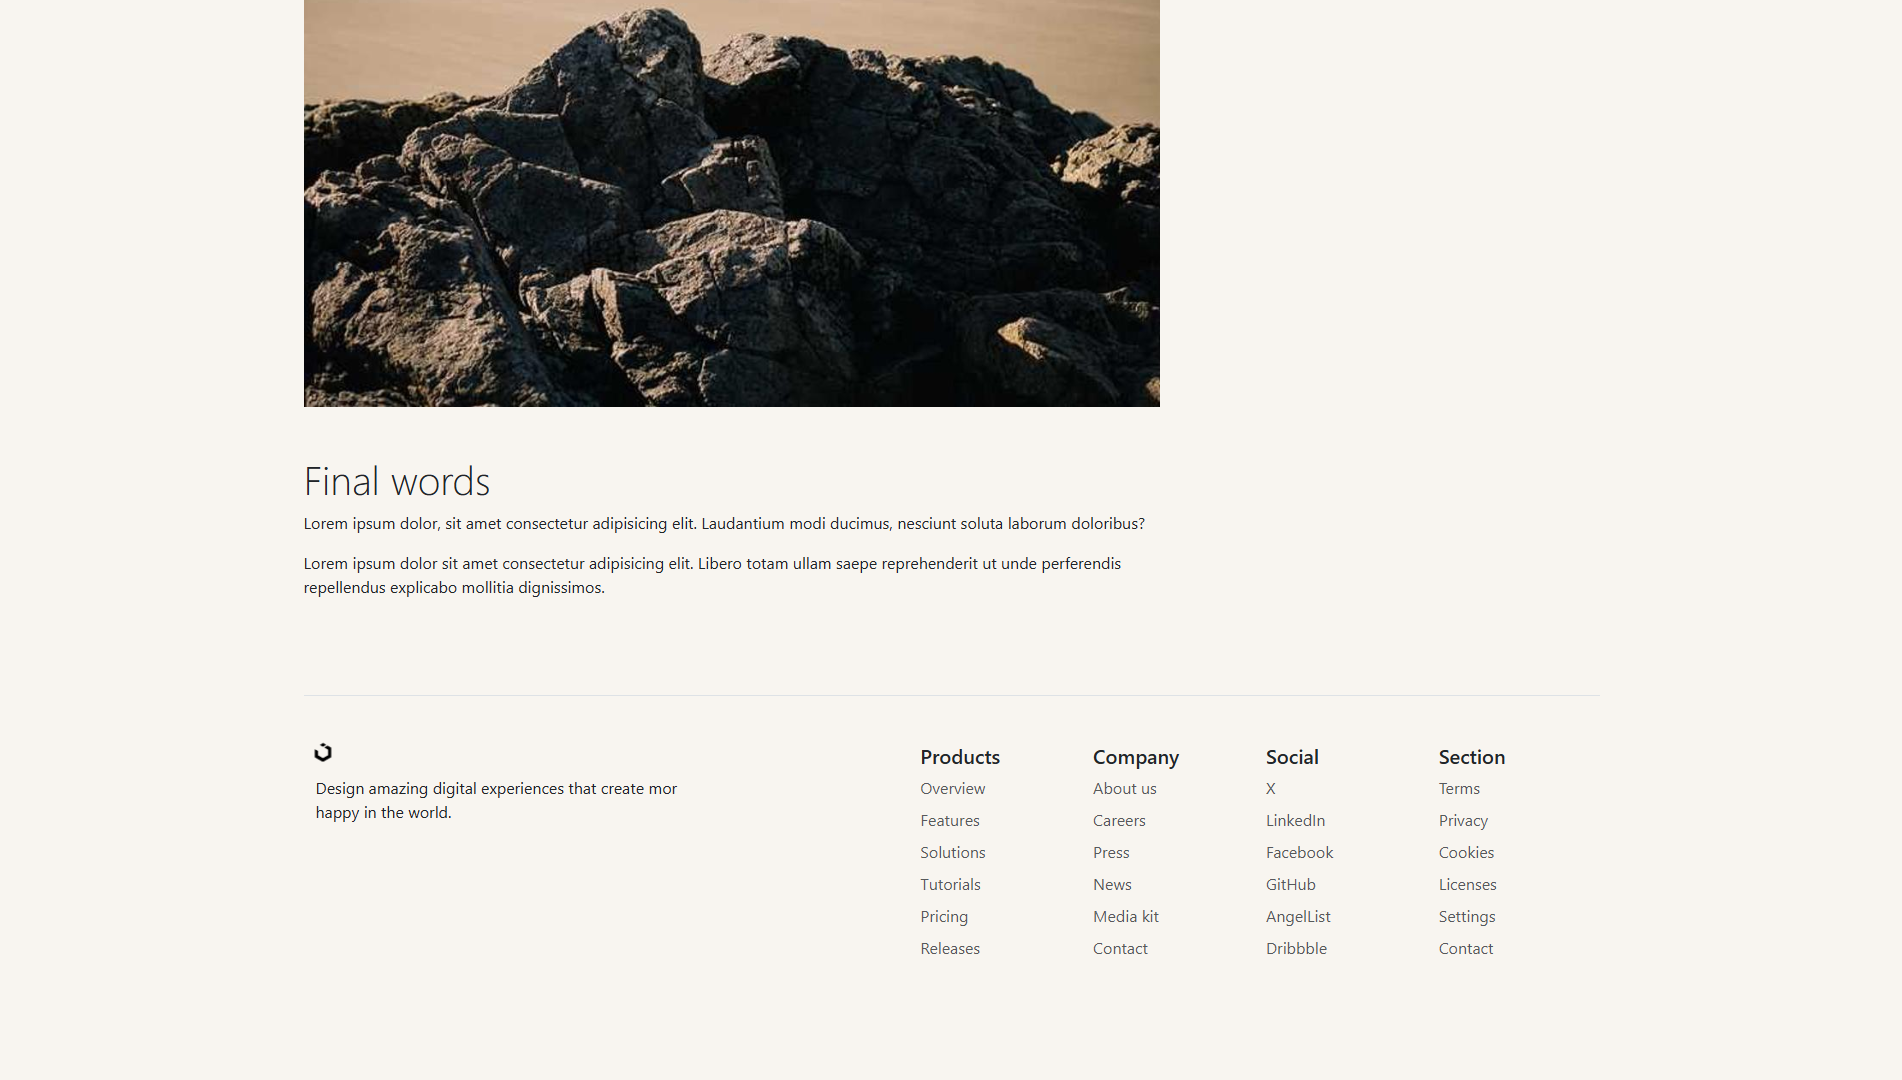 Final words
Lorem ipsum dolor, sit amet consectetur adipisicing elit. Laudantium modi ducimus, nesciunt soluta laborum doloribus?
Lorem ipsum dolor sit amet consectetur adipisicing elit. Libero totam ullam saepe reprehenderit ut unde perferendis
repellendus explicabo mollitia dignissimos.
Design amazing digital experiences that create mor
happy in the world.
Products
Overview
Features
Solutions
Tutorials
Pricing
Releases
Company
About us
Careers
Press
News
Media kit
Contact
Social
X
LinkedIn
Facebook
GitHub
AngelList
Dribbble
Section
Terms
Privacy
Cookies
Licenses
Settings
Contact